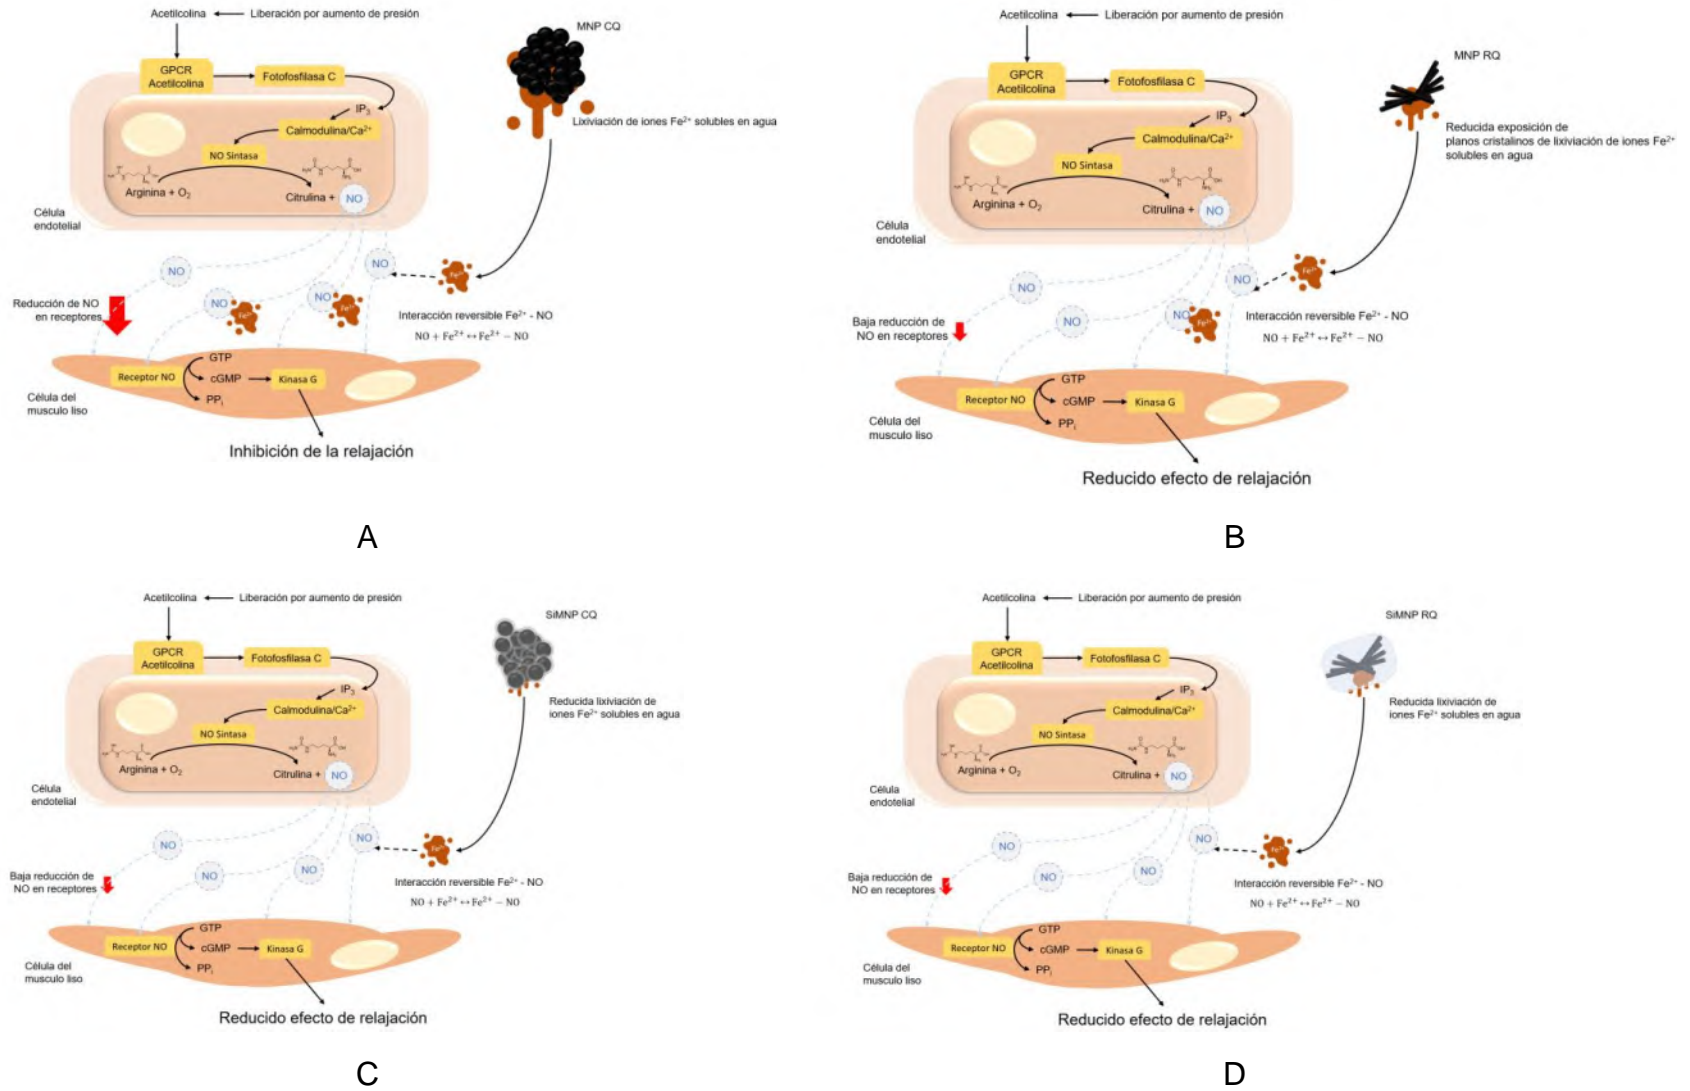 Acetilcolina
Liberación por aumento de presión
MNP CQ
GPCR
Acetilcolina
Fotofosfilasa C
IP3
Lixiviación de iones Fe2+ solubles en agua
Calmodulina/Ca2+
NO Sintasa
Arginina + O2
Citrulina +
NO
Célula
endotelial
NO
NO
NO
NO
Reducción de NO
en receptores
Interacción reversible Fe2+ - NO
NO + Fe2+ ↔ Fe2+ − NO
Receptor NO
GTP
cGMP
PPi
Kinasa G
Célula del
musculo liso
Inhibición de la relajación
A
Acetilcolina
Liberación por aumento de presión
MNP RQ
GPCR
Acetilcolina
Fotofosfilasa C
IP3
Reducida exposición de
planos cristalinos de lixiviación de iones Fe2+
solubles en agua
Calmodulina/Ca2+
NO Sintasa
Arginina + O2
Citrulina +
NO
Célula
endotelial
NO
NO
NO
NO
Baja reducción de
NO en receptores
Interacción reversible Fe2+ - NO
NO + Fe2+ ↔ Fe2+ − NO
Receptor NO
GTP
cGMP
PPi
Kinasa G
Célula del
musculo liso
Reducido efecto de relajación
B
Acetilcolina
Liberación por aumento de presión
SiMNP CQ
GPCR
Acetilcolina
Fotofosfilasa C
IP3
Reducida lixiviación de
iones Fe2+ solubles en agua
Calmodulina/Ca2+
NO Sintasa
Arginina + O2
Citrulina +
NO
Célula
endotelial
NO
NO
NO
NO
Baja reducción de
NO en receptores
Interacción reversible Fe2+ - NO
NO + Fe2+ ↔ Fe2+ − NO
Receptor NO
GTP
cGMP
PPi
Kinasa G
Célula del
musculo liso
Reducido efecto de relajación
C
Acetilcolina
Liberación por aumento de presión
SiMNP RQ
GPCR
Acetilcolina
Fotofosfilasa C
IP3
Reducida lixiviación de
iones Fe2+ solubles en agua
Calmodulina/Ca2+
NO Sintasa
Arginina + O2
Citrulina +
NO
Célula
endotelial
NO
NO
NO
NO
Baja reducción de
NO en receptores
Interacción reversible Fe2+ - NO
NO + Fe2+ ↔ Fe2+ − NO
Receptor NO
GTP
cGMP
PPi
Kinasa G
Célula del
musculo liso
Reducido efecto de relajación
D